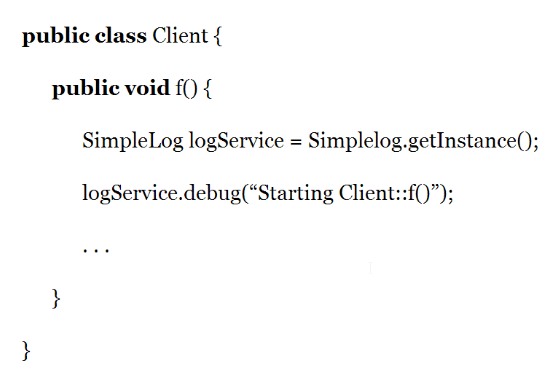 public class Client {
public void f() {
SimpleLog logService = Simplelog.getInstance();
logService.debug(“Starting Client::f()”);
. . .
}
}